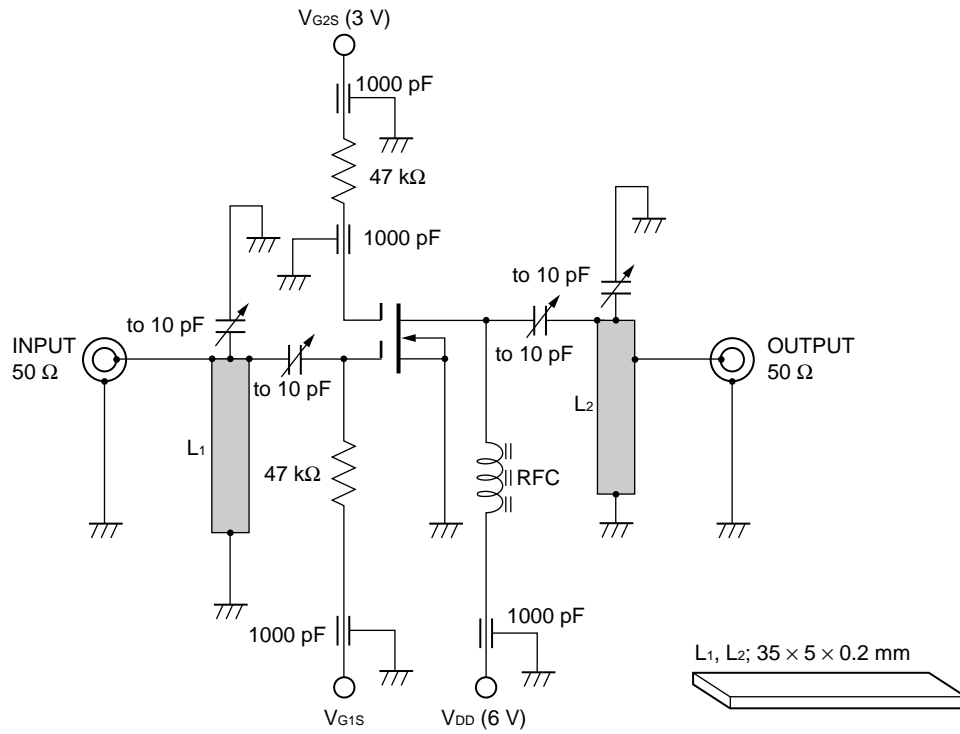 VG2S (3 V)
1000 pF
47 kΩ
1000 pF
to 10 pF
to 10 pF
INPUT
50 Ω
to 10 pF
to 10 pF
OUTPUT
50 Ω
L1
L2
47 kΩ
RFC
1000 pF
1000 pF
L1, L2; 35 × 5 × 0.2 mm
VG1S
VDD (6 V)